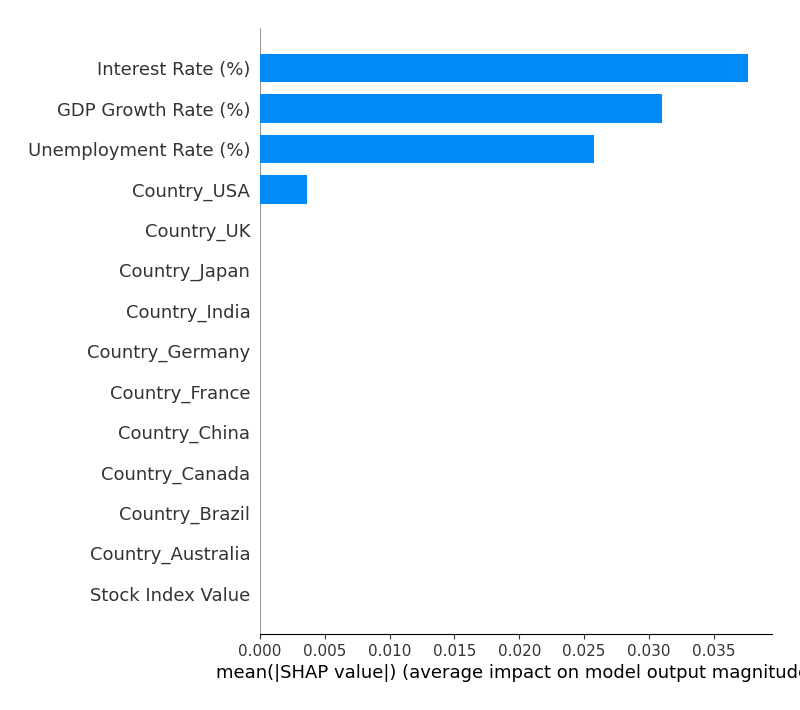 Interest Rate (%)
GDP Growth Rate (%)
Unemployment Rate (%)
Country_USA
Country_UK
Country_Japan
Country_India
Country_Germany
Country_France
Country_China
Country_Canada
Country_Brazil
Country_Australia
Stock Index Value
0.000 0.005 0.010 0.015 0.020 0.025 0.030 0.035
mean(|SHAP value|) (average impact on model output magnitude